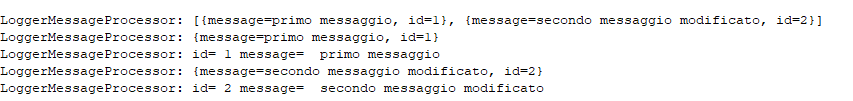 LoggerMessageProcessor: [{message=primo messaggio, id=1}, {message=secondo messaggio modificato, id=2}]
LoggerMessageProcessor: {message=primo messaggio, id=1}
LoggerMessageProcessor: id= 1 message=  primo messaggio
LoggerMessageProcessor: {message=secondo messaggio modificato, id=2}
LoggerMessageProcessor: id= 2 message=  secondo messaggio modificato